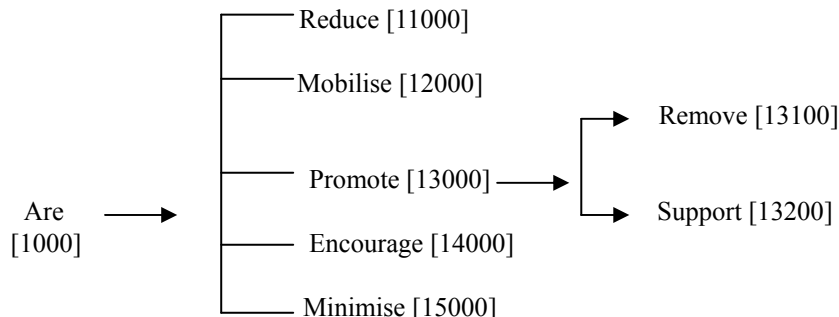 Reduce [11000]
Mobilise [12000]
Remove [13100]
Promote [13000]
Are
[1000]
Support [13200]
Encourage [14000]
Minimise [15000]